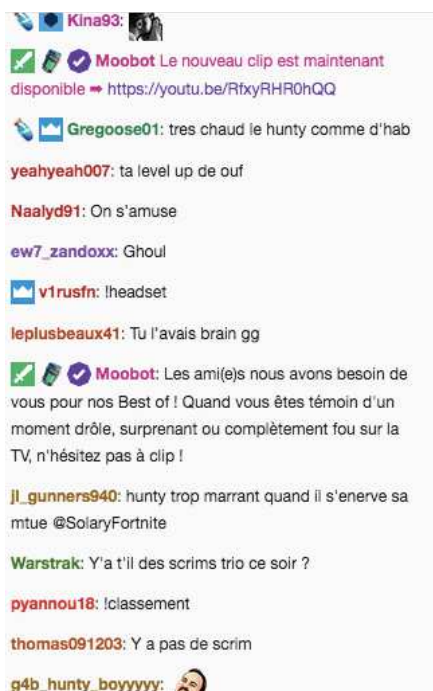 Kina93:
Moobot Le nouveau clip est maintenant
disponible ➡ https://youtu.be/RfxyRHR0hQQ
Gregoose01: tres chaud le hunty comme d'hab
yeahyeah007: ta level up de ouf
Naalyd91: On s'amuse
ew7_zandoxx: Ghoul
v1rusfn: !headset
leplusbeaux41: Tu l'avais brain gg
Moobot: Les ami(e)s nous avons besoin de
vous pour nos Best of ! Quand vous êtes témoin d'un
moment drôle, surprenant ou complètement fou sur la
TV, n'hésitez pas à clip !
jl_gunners940: hunty trop marrant quand il s'enerve sa
mtue @SolaryFortnite
Warstrak: Y'a t'il des scrims trio ce soir ?
pyannou18: !classement
thomas091203: Y a pas de scrim
g4b_hunty_boyyyyy: